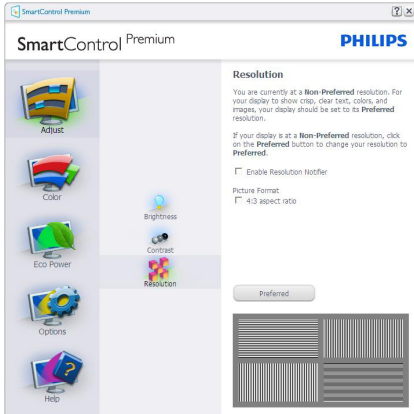 SmartControl Premium
? ×
SmartControl Premium
PHILIPS
Adjust
Color
Eco Power
Options
Help
Brightness
Contrast
Resolution
Resolution
You are currently at a Non-Preferred resolution. For
your display to show crisp, clear text, colors, and
images, your display should be set to its Preferred
resolution.
If your display is at a Non-Preferred resolution, click
on the Preferred button to change your resolution to
Preferred.
Enable Resolution Notifier
Picture Format
4:3 aspect ratio
Preferred